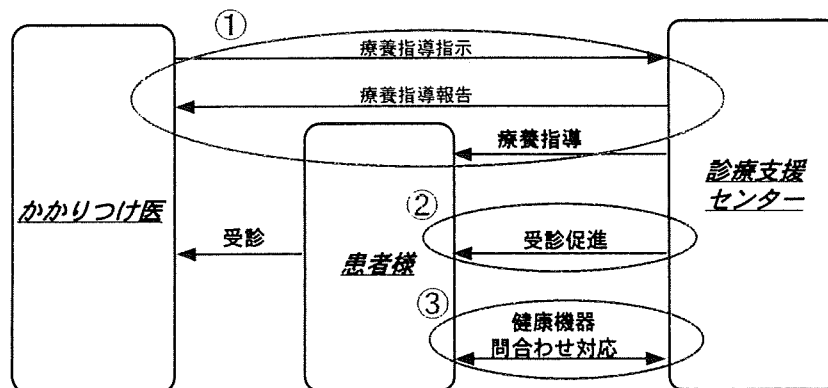 ①
療養指導指示
療養指導報告
療養指導
診療支援
センター
かかりつけ医
②
受診
受診促進
患者様
③
健康機器
問合わせ対応